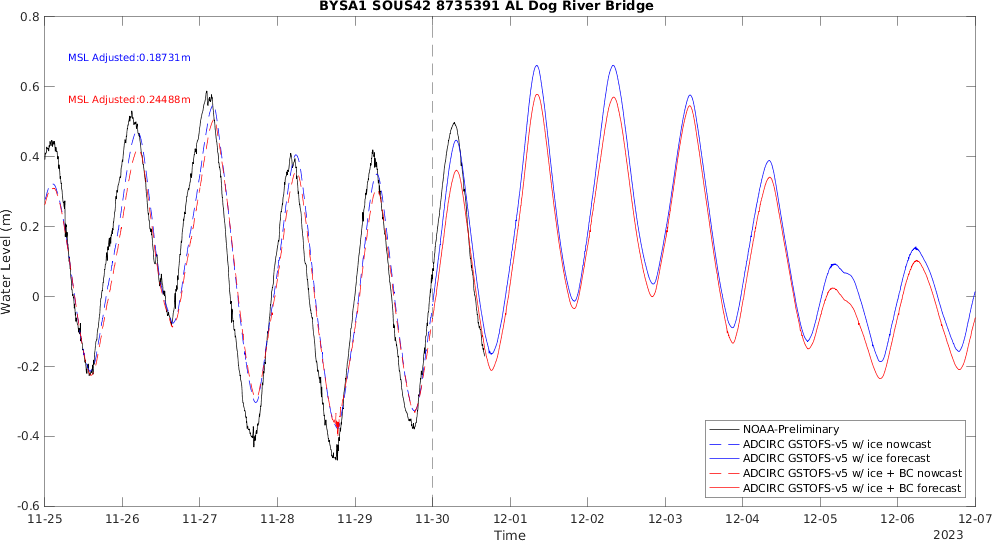 BYSA1 SOUS42 8735391 AL Dog River Bridge
MSL Adjusted:0.18731m
MSL Adjusted:0.24488m
Water Level (m)
0.8
0.6
0.4
0.2
0
-0.2
-0.4
-0.6
NOAA-Preliminary
ADCIRC GSTOFS-v5 w/ ice nowcast
ADCIRC GSTOFS-v5 w/ ice forecast
ADCIRC GSTOFS-v5 w/ ice + BC nowcast
ADCIRC GSTOFS-v5 w/ ice + BC forecast
11-25 11-26 11-27 11-28 11-29 11-30 12-01 12-02 12-03 12-04 12-05 12-06 12-07
Time
2023